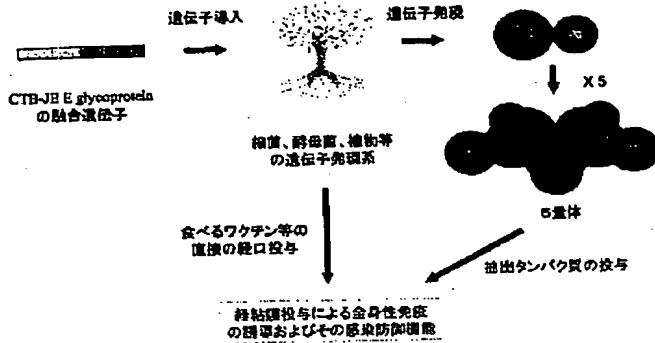 遺伝子導入
遺伝子発現
CTB-JE E glycoprotein
の融合遺伝子
X 5
細菌、酵母菌、植物等
の遺伝子発現系
5量体
食べるワクチン等の
直接の経口投与
抽出タンパク質の投与
経粘膜投与による全身性免疫
の誘導およびその感染防御機能